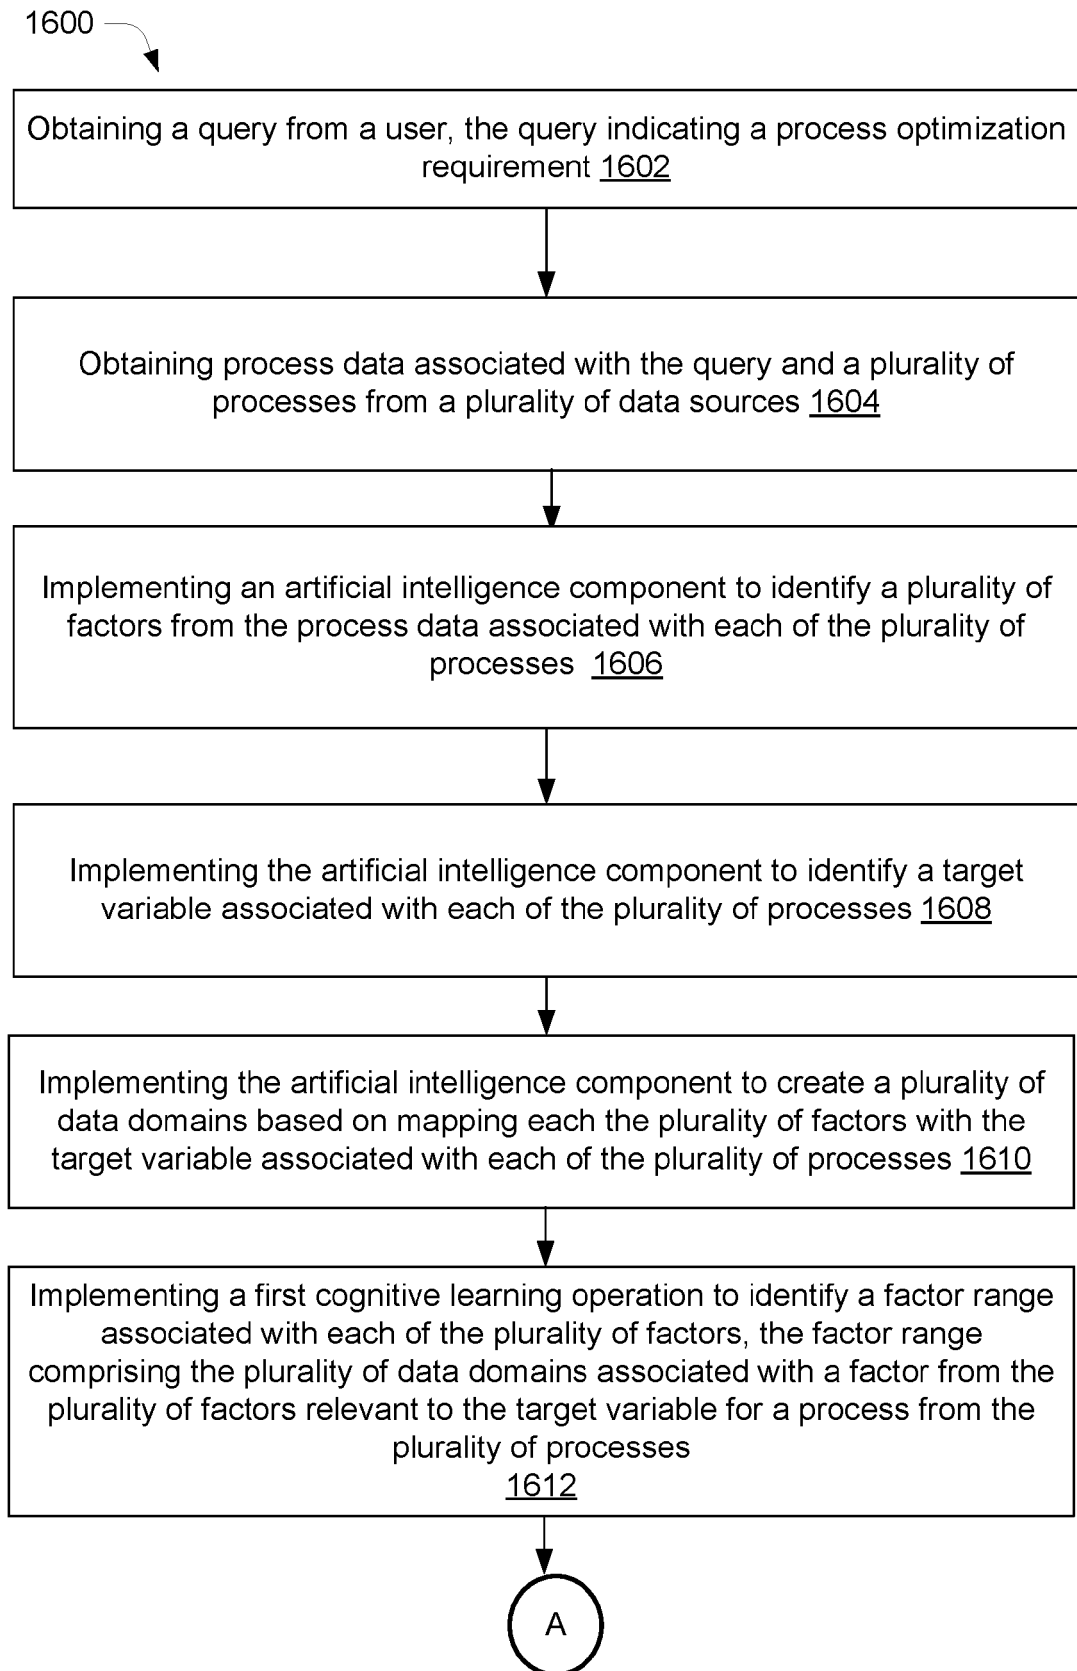 1600
Obtaining a query from a user, the query indicating a process optimization
requirement 1602
Obtaining process data associated with the query and a plurality of
processes from a plurality of data sources 1604
Implementing an artificial intelligence component to identify a plurality of
factors from the process data associated with each of the plurality of
processes 1606
Implementing the artificial intelligence component to identify a target
variable associated with each of the plurality of processes 1608
Implementing the artificial intelligence component to create a plurality of
data domains based on mapping each the plurality of factors with the
target variable associated with each of the plurality of processes 1610
Implementing a first cognitive learning operation to identify a factor range
associated with each of the plurality of factors, the factor range
comprising the plurality of data domains associated with a factor from the
plurality of factors relevant to the target variable for a process from the
plurality of processes
1612
A